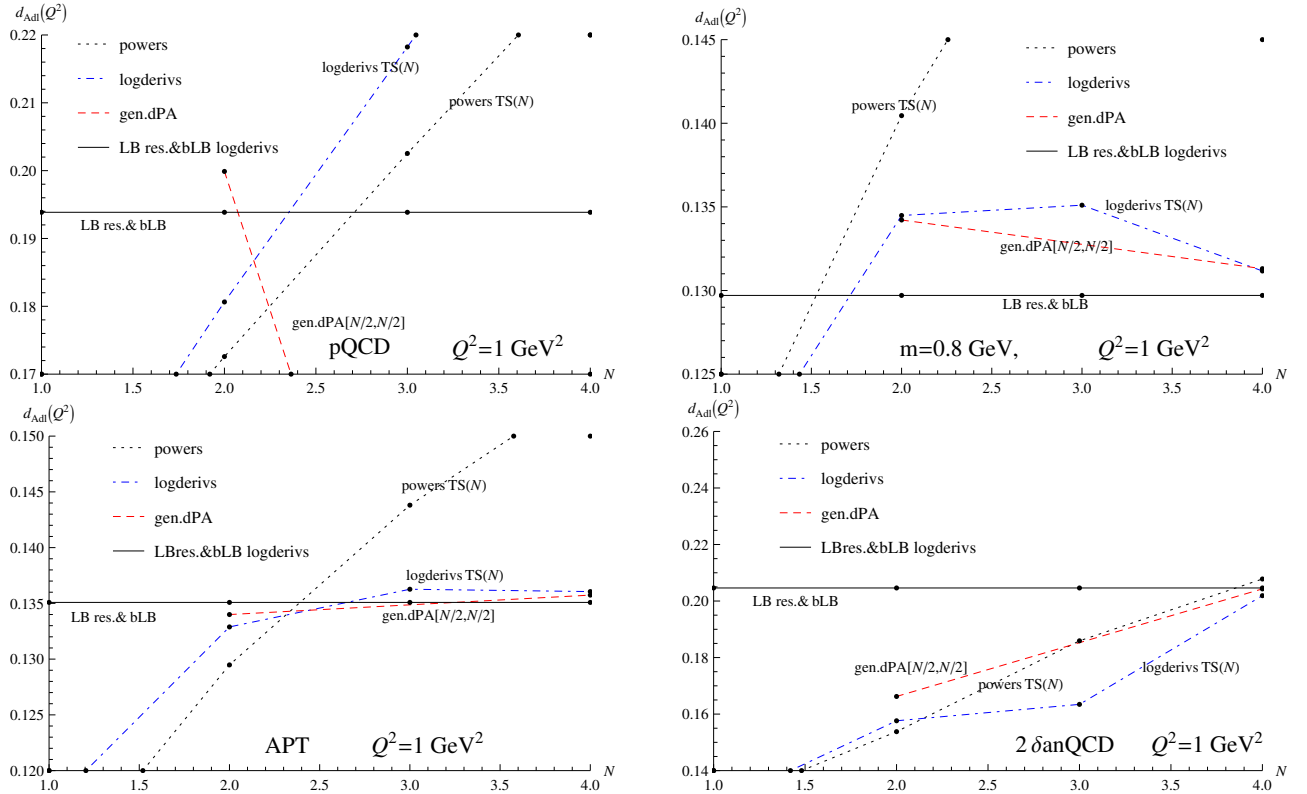 d_Adl(Q²)
0.22
0.21
0.20
0.19
0.18
0.17
powers
logderivs
gen.dPA
LB res.&bLB logderivs
logderivs TS(N)
powers TS(N)
LB res.& bLB
gen.dPA[N/2,N/2]
pQCD Q²=1 GeV²
1.0 1.5 2.0 2.5 3.0 3.5 4.0 N
d_Adl(Q²)
0.145
0.140
0.135
0.130
0.125
powers
logderivs
gen.dPA
LB res.&bLB logderivs
powers TS(N)
logderivs TS(N)
gen.dPA[N/2,N/2]
LB res.& bLB
m=0.8 GeV, Q²=1 GeV²
1.0 1.5 2.0 2.5 3.0 3.5 4.0 N
d_Adl(Q²)
0.150
0.145
0.140
0.135
0.130
0.125
0.120
powers
logderivs
gen.dPA
LBres.&bLB logderivs
powers TS(N)
logderivs TS(N)
LB res.& bLB
gen.dPA[N/2,N/2]
APT Q²=1 GeV²
1.0 1.5 2.0 2.5 3.0 3.5 4.0 N
d_Adl(Q²)
0.26
0.24
0.22
0.20
0.18
0.16
0.14
powers
logderivs
gen.dPA
LBres.&bLB logderivs
LB res.& bLB
gen.dPA[N/2,N/2]
logderivs TS(N)
powers TS(N)
2 δanQCD Q²=1 GeV²
1.0 1.5 2.0 2.5 3.0 3.5 4.0 N